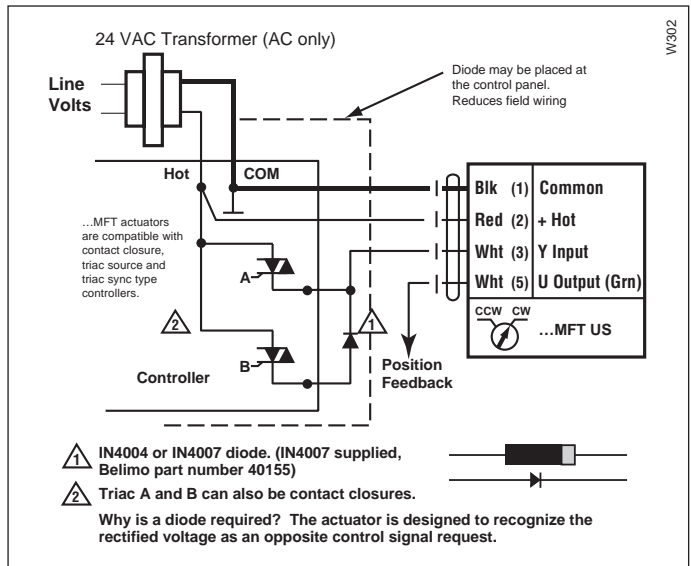 W302
24 VAC Transformer (AC only)
Line
Volts
Diode may be placed at
the control panel.
Reduces field wiring
Hot
COM
...MFT actuators
are compatible with
contact closure,
triac source and
triac sync type
controllers.
A
2
B
1
Controller
Blk (1) Common
Red (2) + Hot
Wht (3) Y Input
Wht (5) U Output (Grn)
CCW CW
...MFT US
Position
Feedback
1 IN4004 or IN4007 diode. (IN4007 supplied,
Belimo part number 40155)
2 Triac A and B can also be contact closures.
Why is a diode required? The actuator is designed to recognize the
rectified voltage as an opposite control signal request.